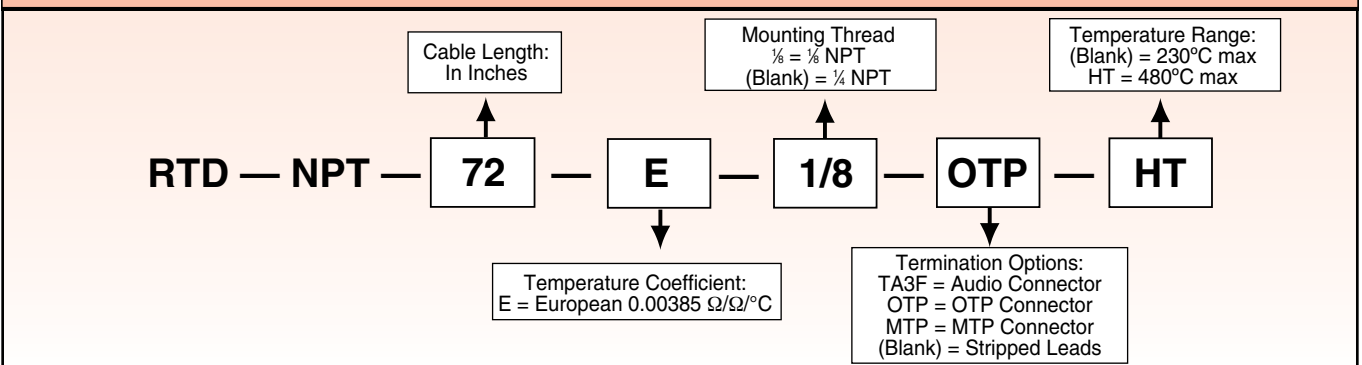 Cable Length:
In Inches
Mounting Thread
⅛ = ⅛ NPT
(Blank) = ¼ NPT
Temperature Range:
(Blank) = 230ºC max
HT = 480ºC max
RTD — NPT — 72 — E — 1/8 — OTP — HT
Temperature Coefficient:
E = European 0.00385 Ω/Ω/°C
Termination Options:
TA3F = Audio Connector
OTP = OTP Connector
MTP = MTP Connector
(Blank) = Stripped Leads